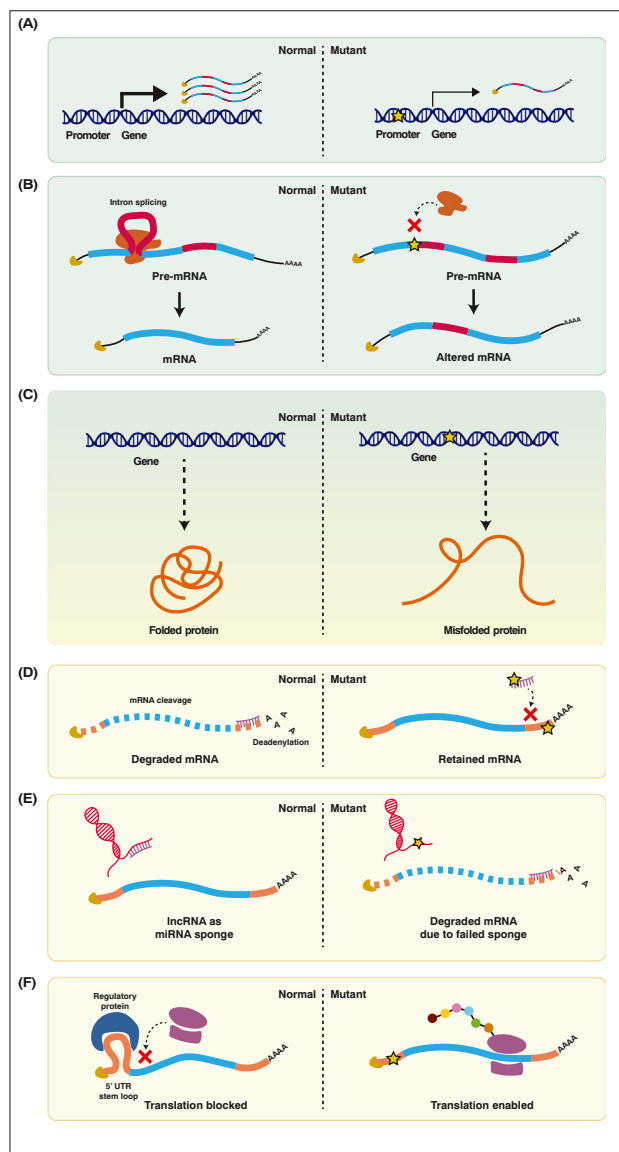 (A)
Normal
Mutant
AAAA
AAAA
AAAA
AAAA
Promoter
Gene
Promoter
Gene
(B)
Normal
Mutant
Intron splicing
AAAA
AAAA
Pre-mRNA
Pre-mRNA
AAAA
AAAA
mRNA
Altered mRNA
(C)
Normal
Mutant
Gene
Gene
Folded protein
Misfolded protein
(D)
Normal
Mutant
mRNA cleavage
A
A
A
A
Deadenylation
AAAA
Degraded mRNA
Retained mRNA
(E)
Normal
Mutant
AAAA
A
A
A
A
lncRNA as
miRNA sponge
Degraded mRNA
due to failed sponge
(F)
Normal
Mutant
Regulatory
protein
AAAA
AAAA
5' UTR
stem loop
Translation blocked
Translation enabled